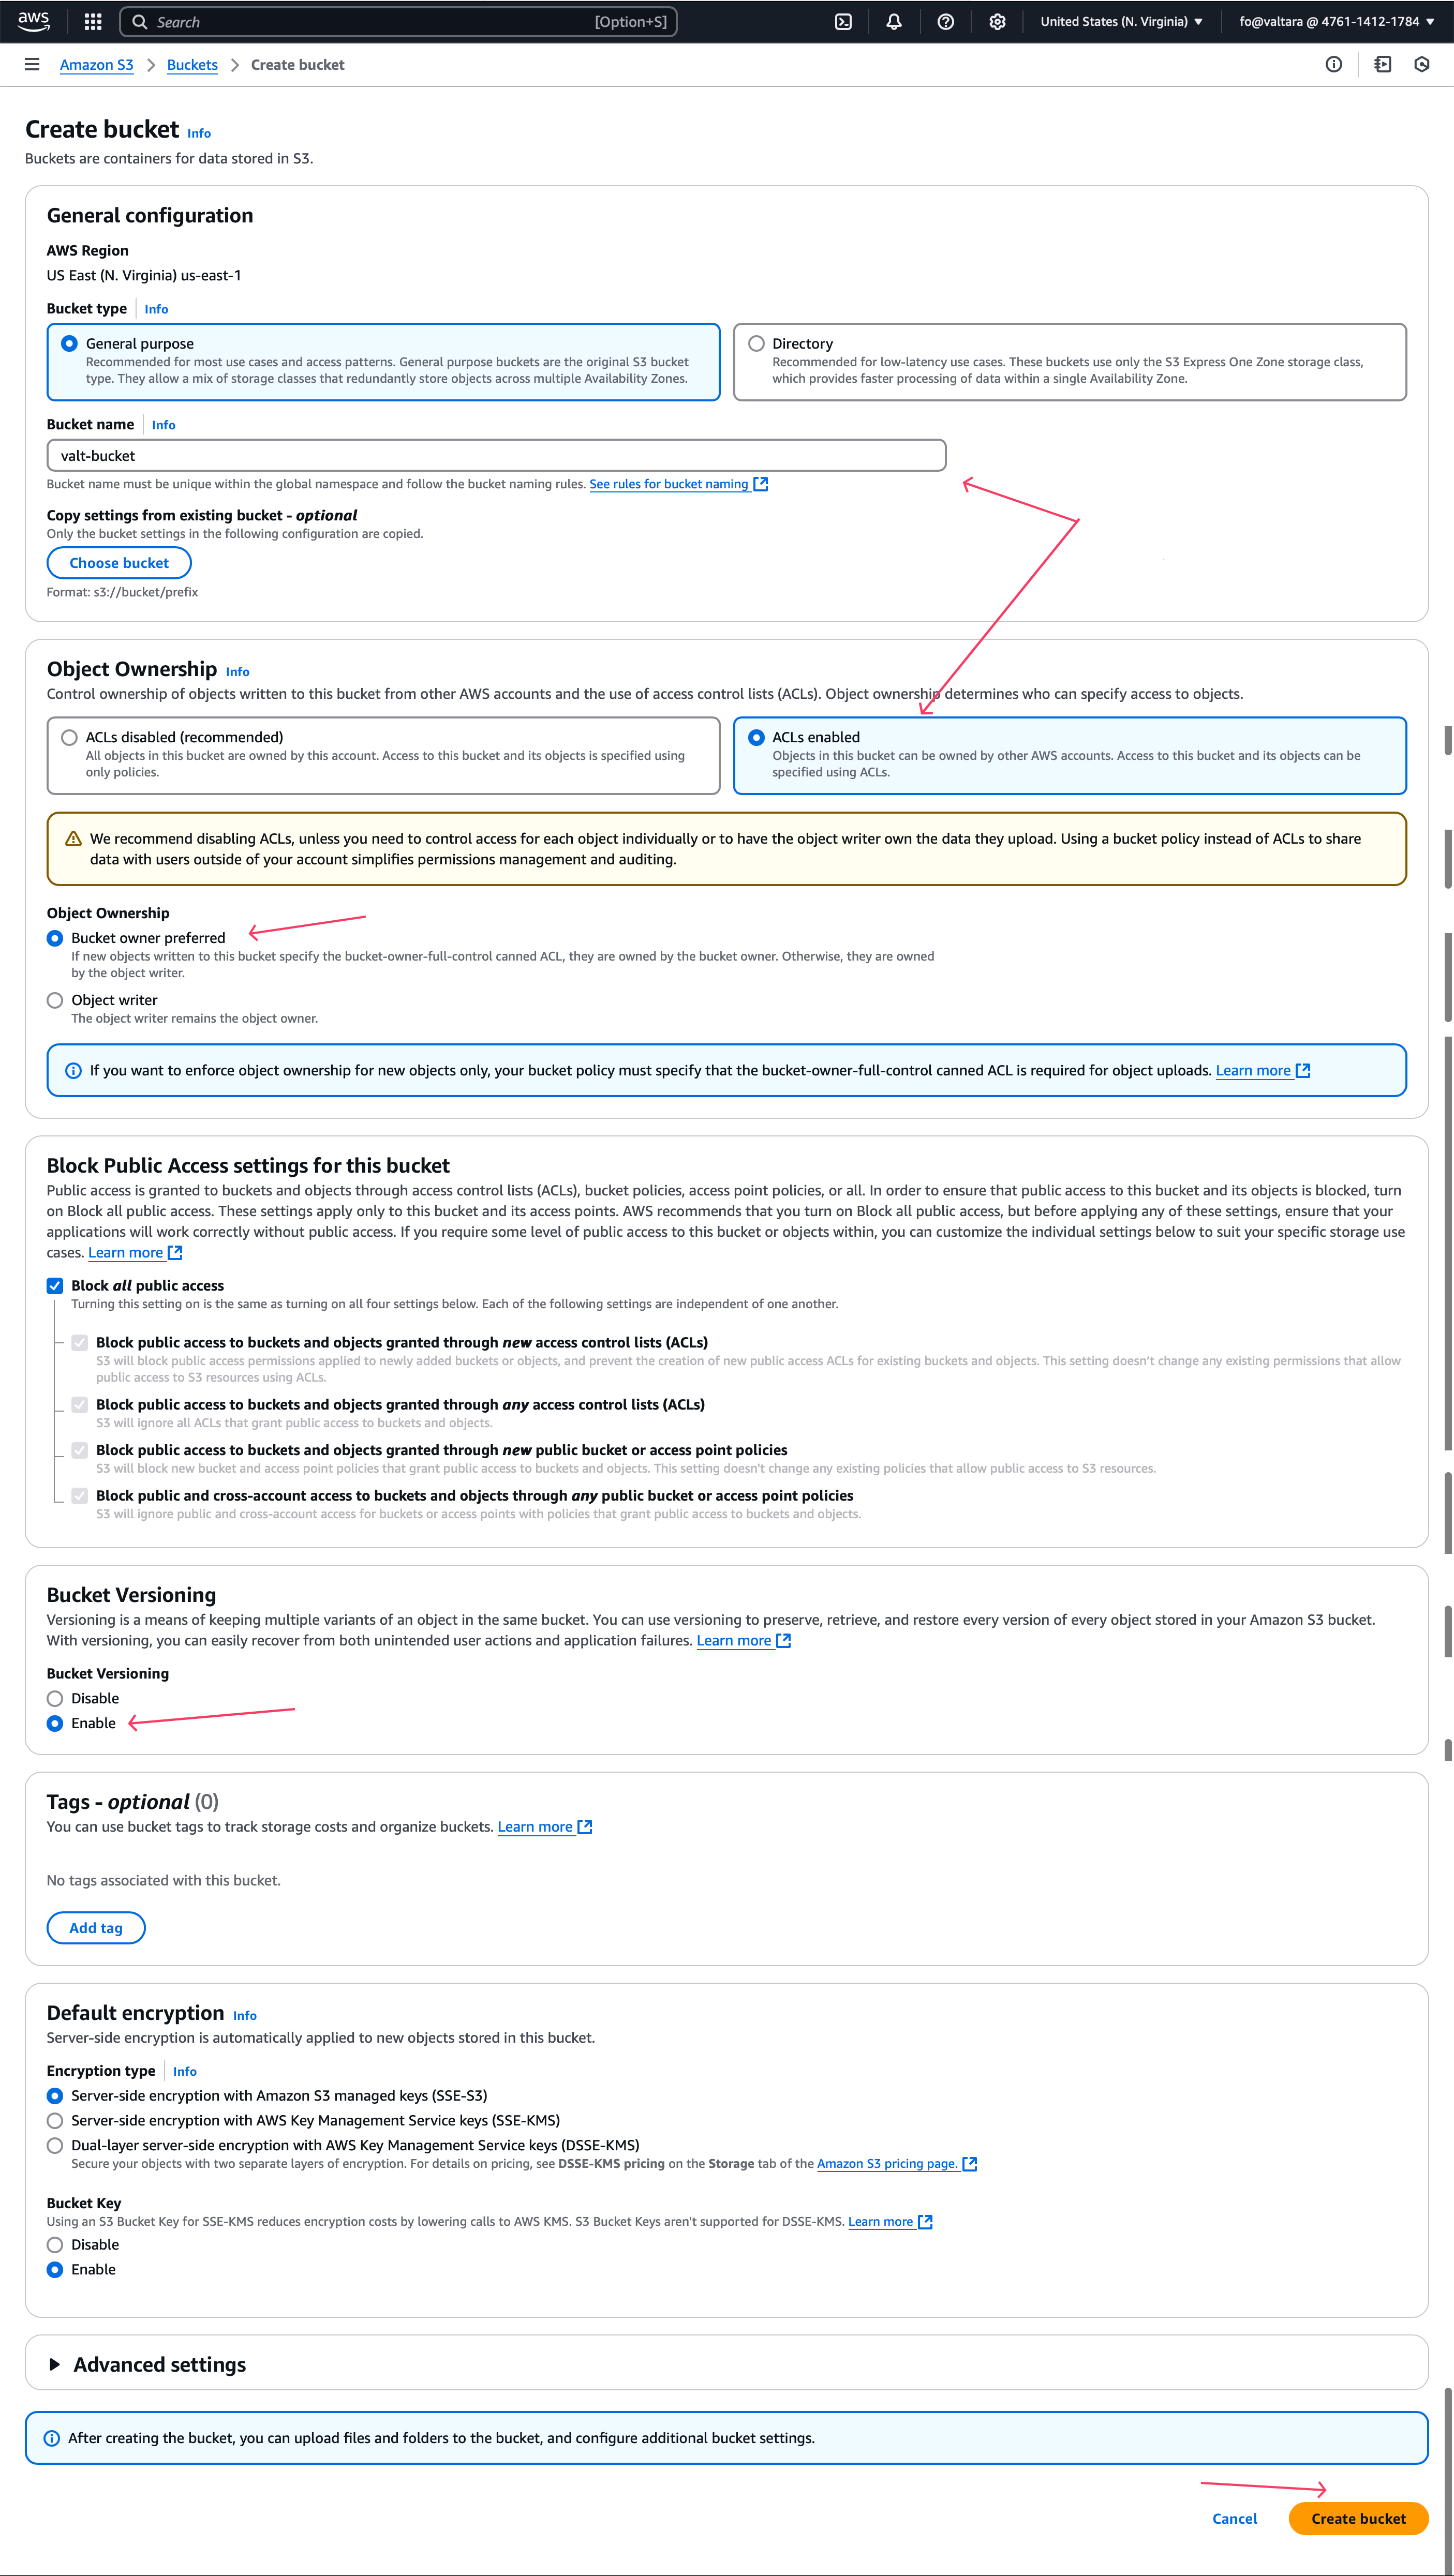 aws
Search [Option+S]
United States (N. Virginia)
fo@valtara @ 4761-1412-1784
Amazon S3 > Buckets > Create bucket
Create bucket Info
Buckets are containers for data stored in S3.
General configuration
AWS Region
US East (N. Virginia) us-east-1
Bucket type Info
General purpose
Recommended for most use cases and access patterns. General purpose buckets are the original S3 bucket
type. They allow a mix of storage classes that redundantly store objects across multiple Availability Zones.
Directory
Recommended for low-latency use cases. These buckets use only the S3 Express One Zone storage class,
which provides faster processing of data within a single Availability Zone.
Bucket name Info
valt-bucket
Bucket name must be unique within the global namespace and follow the bucket naming rules. See rules for bucket naming
Copy settings from existing bucket - optional
Only the bucket settings in the following configuration are copied.
Choose bucket
Format: s3://bucket/prefix
Object Ownership Info
Control ownership of objects written to this bucket from other AWS accounts and the use of access control lists (ACLs). Object ownership determines who can specify access to objects.
ACLs disabled (recommended)
All objects in this bucket are owned by this account. Access to this bucket and its objects is specified using
only policies.
ACLs enabled
Objects in this bucket can be owned by other AWS accounts. Access to this bucket and its objects can be
specified using ACLs.
We recommend disabling ACLs, unless you need to control access for each object individually or to have the object writer own the data they upload. Using a bucket policy instead of ACLs to share
data with users outside of your account simplifies permissions management and auditing.
Object Ownership
Bucket owner preferred
If new objects written to this bucket specify the bucket-owner-full-control canned ACL, they are owned by the bucket owner. Otherwise, they are owned
by the object writer.
Object writer
The object writer remains the object owner.
If you want to enforce object ownership for new objects only, your bucket policy must specify that the bucket-owner-full-control canned ACL is required for object uploads. Learn more
Block Public Access settings for this bucket
Public access is granted to buckets and objects through access control lists (ACLs), bucket policies, access point policies, or all. In order to ensure that public access to this bucket and its objects is blocked, turn
on Block all public access. These settings apply only to this bucket and its access points. AWS recommends that you turn on Block all public access, but before applying any of these settings, ensure that your
applications will work correctly without public access. If you require some level of public access to this bucket or objects within, you can customize the individual settings below to suit your specific storage use
cases. Learn more
Block all public access
Turning this setting on is the same as turning on all four settings below. Each of the following settings are independent of one another.
Block public access to buckets and objects granted through new access control lists (ACLs)
S3 will block public access permissions applied to newly added buckets or objects, and prevent the creation of new public access ACLs for existing buckets and objects. This setting doesn't change any existing permissions that allow
public access to S3 resources using ACLs.
Block public access to buckets and objects granted through any access control lists (ACLs)
S3 will ignore all ACLs that grant public access to buckets and objects.
Block public access to buckets and objects granted through new public bucket or access point policies
S3 will block new bucket and access point policies that grant public access to buckets and objects. This setting doesn't change any existing policies that allow public access to S3 resources.
Block public and cross-account access to buckets and objects through any public bucket or access point policies
S3 will ignore public and cross-account access for buckets or access points with policies that grant public access to buckets and objects.
Bucket Versioning
Versioning is a means of keeping multiple variants of an object in the same bucket. You can use versioning to preserve, retrieve, and restore every version of every object stored in your Amazon S3 bucket.
With versioning, you can easily recover from both unintended user actions and application failures. Learn more
Bucket Versioning
Disable
Enable
Tags - optional (0)
You can use bucket tags to track storage costs and organize buckets. Learn more
No tags associated with this bucket.
Add tag
Default encryption Info
Server-side encryption is automatically applied to new objects stored in this bucket.
Encryption type Info
Server-side encryption with Amazon S3 managed keys (SSE-S3)
Server-side encryption with AWS Key Management Service keys (SSE-KMS)
Dual-layer server-side encryption with AWS Key Management Service keys (DSSE-KMS)
Secure your objects with two separate layers of encryption. For details on pricing, see DSSE-KMS pricing on the Storage tab of the Amazon S3 pricing page.
Bucket Key
Using an S3 Bucket Key for SSE-KMS reduces encryption costs by lowering calls to AWS KMS. S3 Bucket Keys aren't supported for DSSE-KMS. Learn more
Disable
Enable
Advanced settings
After creating the bucket, you can upload files and folders to the bucket, and configure additional bucket settings.
Cancel
Create bucket